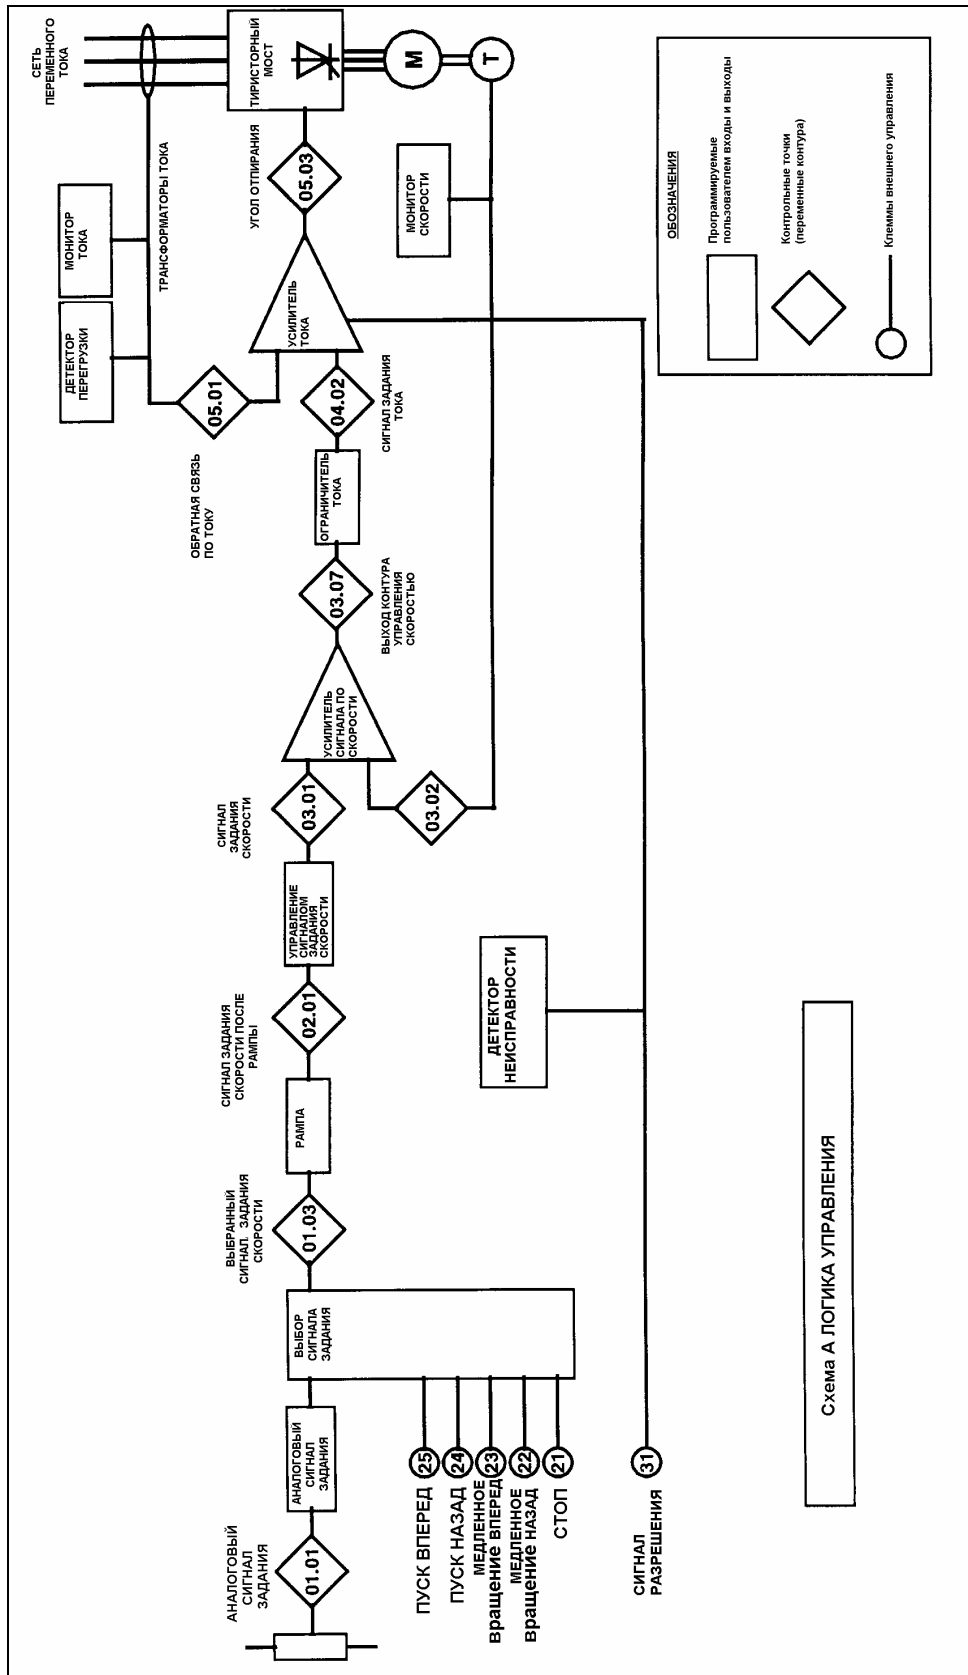 АНАЛОГОВЫЙ
СИГНАЛ
ЗАДАНИЯ
01.01
АНАЛОГОВЫЙ
СИГНАЛ
ЗАДАНИЯ
ВЫБОР
СИГНАЛА
ЗАДАНИЯ
ПУСК ВПЕРЕД
25
ПУСК НАЗАД
24
МЕДЛЕННОЕ
вращение ВПЕРЕД
23
МЕДЛЕННОЕ
вращение НАЗАД
22
СТОП
21
СИГНАЛ
РАЗРЕШЕНИЯ
31
ВЫБРАННЫЙ
СИГНАЛ. ЗАДАНИЯ
СКОРОСТИ
01.03
РАМПА
СИГНАЛ ЗАДАНИЯ
СКОРОСТИ ПОСЛЕ
РАМПЫ
02.01
УПРАВЛЕНИЕ
СИГНАЛОМ
ЗАДАНИЯ
СКОРОСТИ
ДЕТЕКТОР
НЕИСПРАВНОСТИ
СИГНАЛ
ЗАДАНИЯ
СКОРОСТИ
03.01
03.02
УСИЛИТЕЛЬ
СИГНАЛА ПО
СКОРОСТИ
03.07
ВЫХОД КОНТУРА
УПРАВЛЕНИЯ
СКОРОСТЬЮ
ОГРАНИЧИТЕЛЬ
ТОКА
ОБРАТНАЯ СВЯЗЬ
ПО ТОКУ
05.01
04.02
СИГНАЛ ЗАДАНИЯ
ТОКА
УСИЛИТЕЛЬ
ТОКА
ДЕТЕКТОР
ПЕРЕГРУЗКИ
МОНИТОР
ТОКА
ТРАНСФОРМАТОРЫ ТОКА
УГОЛ ОТПИРАНИЯ
05.03
МОНИТОР
СКОРОСТИ
СЕТЬ
ПЕРЕМЕННОГО
ТОКА
ТИРИСТОРНЫЙ
МОСТ
М
Т
ОБОЗНАЧЕНИЯ
Программируемые
пользователем входы и выходы
Контрольные точки
(переменные контура)
Клеммы внешнего управления
Схема А ЛОГИКА УПРАВЛЕНИЯ